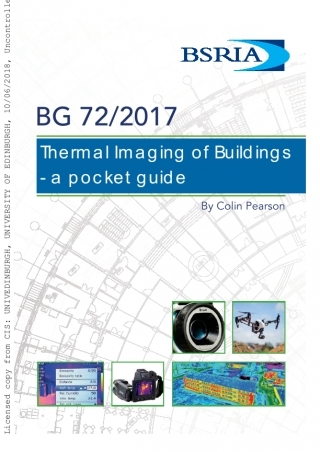 BSRIA
BG 72/2017
Thermal Imaging of Buildings
- a pocket guide
By Colin Pearson
Licensed copy from CIS: UNIVEDINBURGH, UNIVERSITY OF EDINBURGH, 10/06/2018, Uncontrolle